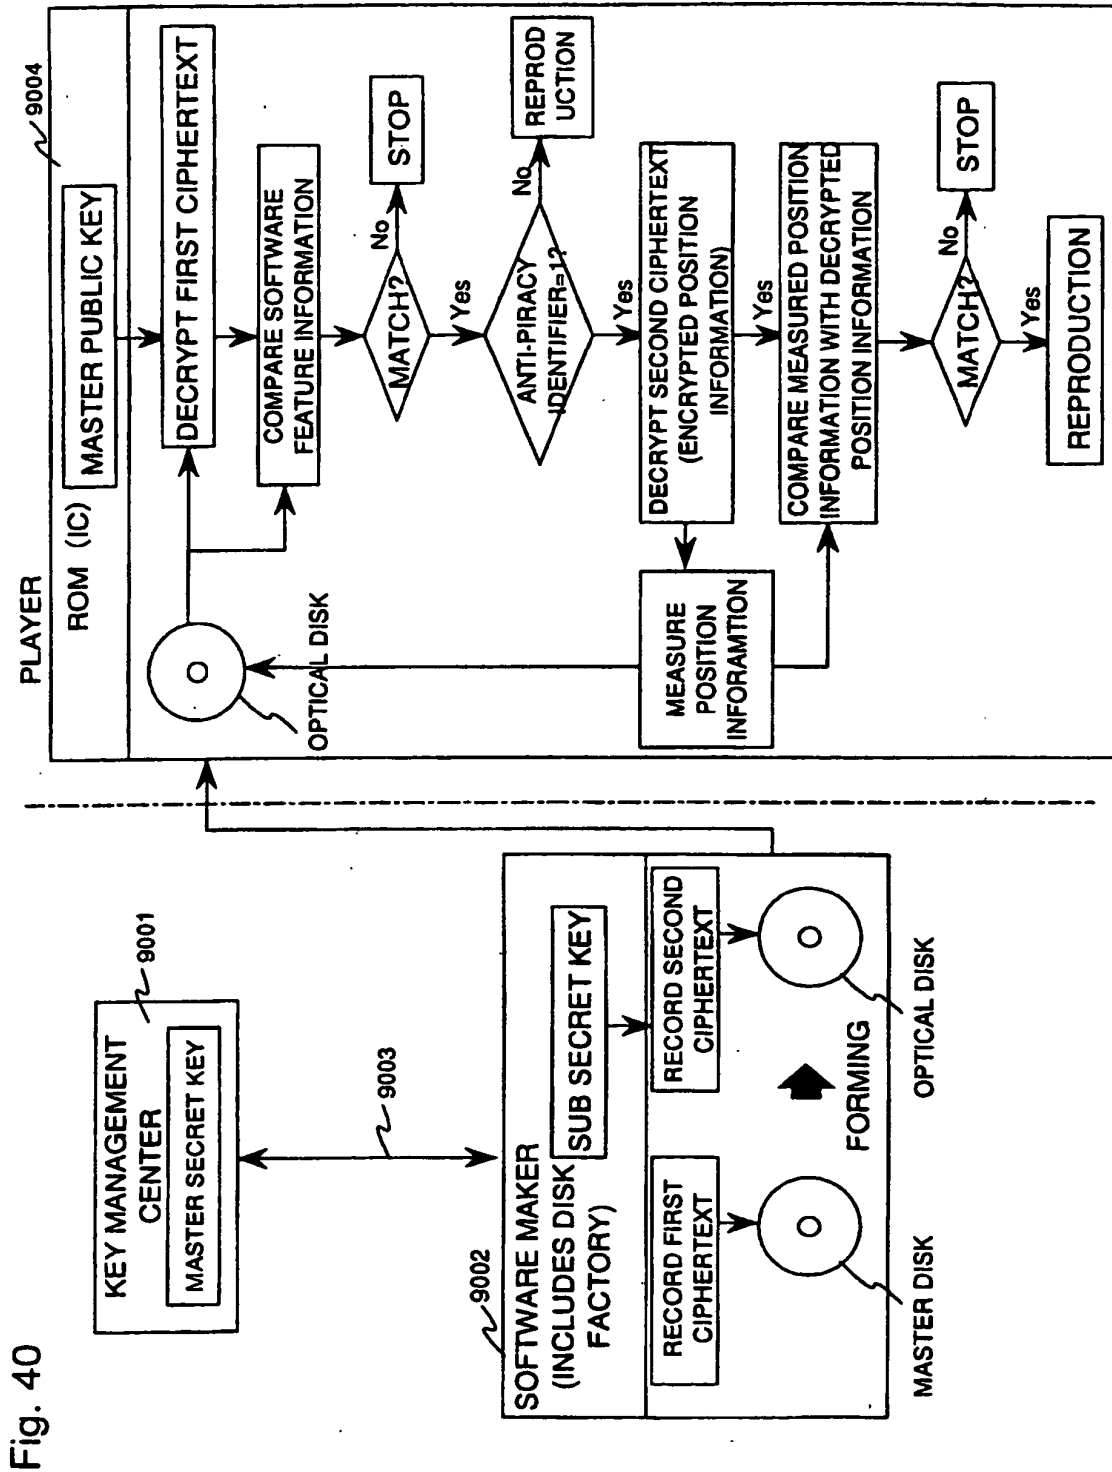 Fig. 40
KEY MANAGEMENT
CENTER
MASTER SECRET KEY
9001
9003
9002
SOFTWARE MAKER
(INCLUDES DISK
FACTORY)
SUB SECRET KEY
RECORD FIRST
CIPHERTEXT
RECORD SECOND
CIPHERTEXT
FORMING
MASTER DISK
OPTICAL DISK
PLAYER
9004
ROM (IC)
MASTER PUBLIC KEY
OPTICAL DISK
DECRYPT FIRST CIPHERTEXT
COMPARE SOFTWARE
FEATURE INFORMATION
MATCH?
No
STOP
Yes
ANTI-PIRACY
IDENTIFIER=1?
No
REPROD
UCTION
Yes
DECRYPT SECOND CIPHERTEXT
(ENCRYPTED POSITION
INFORMATION)
MEASURE
POSITION
INFORAMTION
Yes
COMPARE MEASURED POSITION
INFORMATION WITH DECRYPTED
POSITION INFORMATION
MATCH?
No
STOP
Yes
REPRODUCTION